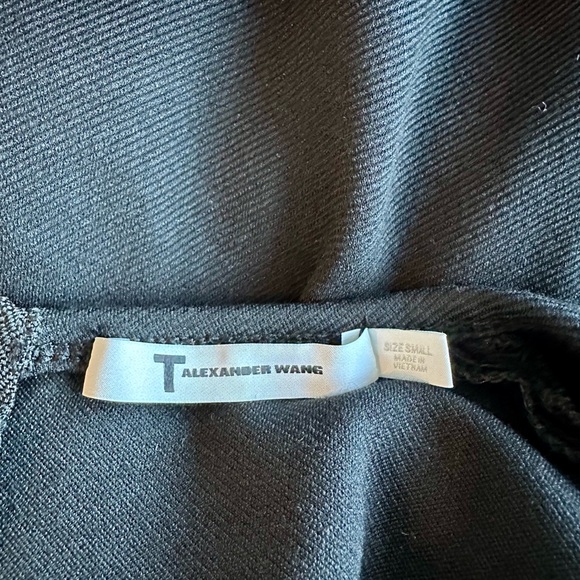 T ALEXANDER WANG
SIZE SMALL
MADE IN
VIETNAM